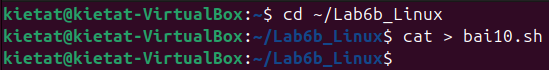 kietat@kietat-VirtualBox:~$ cd ~/Lab6b_Linux
kietat@kietat-VirtualBox:~/Lab6b_Linux$ cat > bai10.sh
kietat@kietat-VirtualBox:~/Lab6b_Linux$